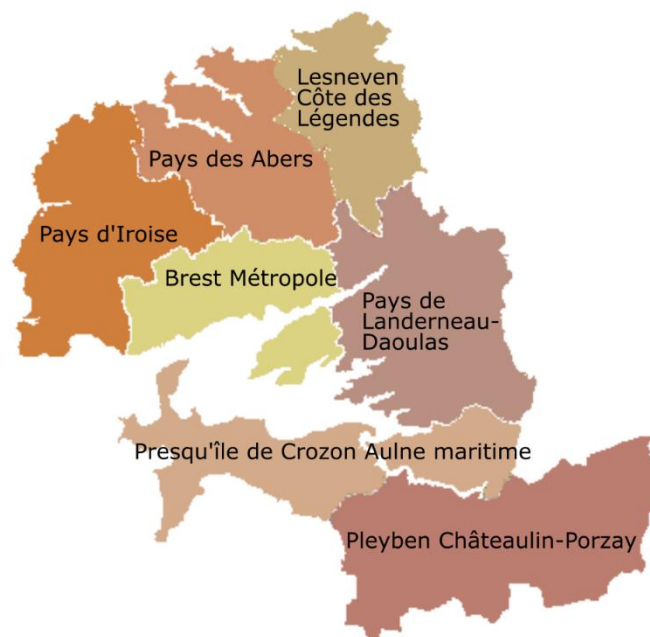 Lesneven
Côte des
Légendes
Pays des Abers
Pays d'Iroise
Brest Métropole
Pays de
Landerneau-
Daoulas
Presqu'île de Crozon Aulne maritime
Pleyben Châteaulin-Porzay